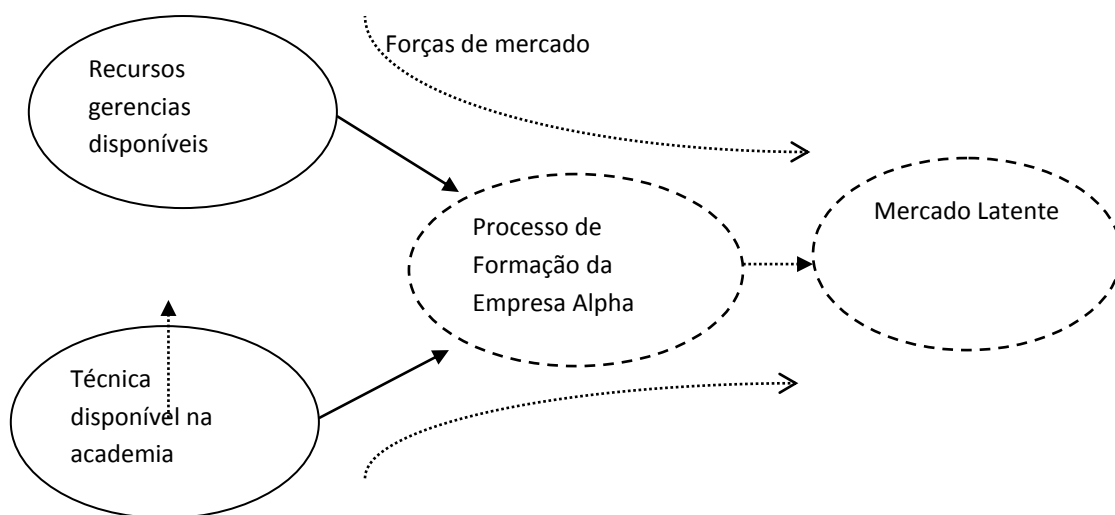 Forças de mercado
Recursos
gerencias
disponíveis
Processo de
Formação da
Empresa Alpha
Mercado Latente
Técnica
disponível na
academia